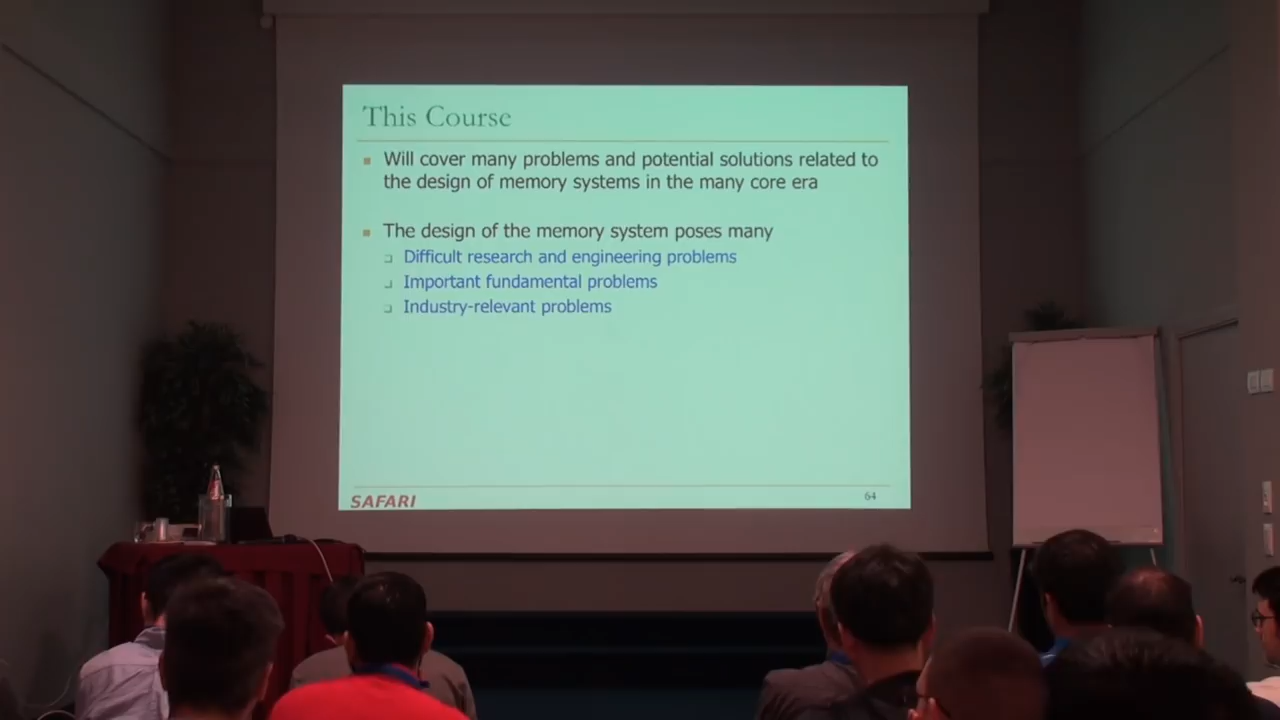 This Course
Will cover many problems and potential solutions related to
the design of memory systems in the many core era
The design of the memory system poses many
Difficult research and engineering problems
Important fundamental problems
Industry-relevant problems
SAFARI
64